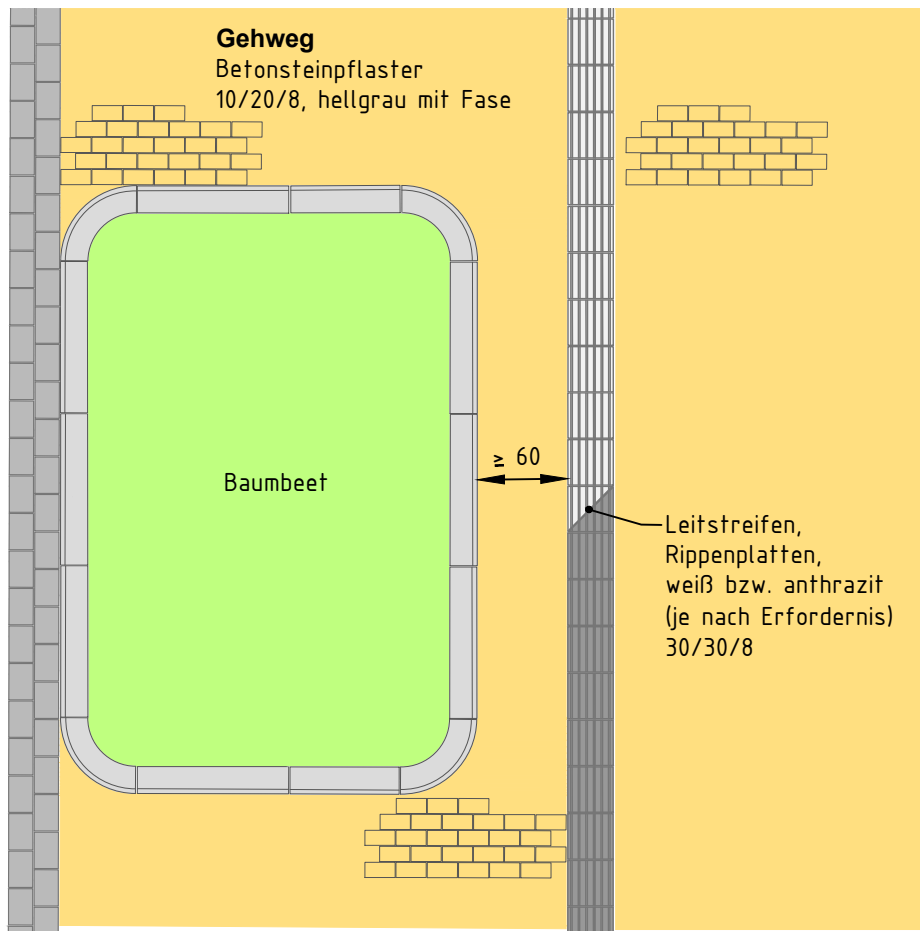 Gehweg
Betonsteinpflaster
10/20/8, hellgrau mit Fase
≥ 60
Baumbeet
Leitstreifen,
Rippenplatten,
weiß bzw. anthrazit
(je nach Erfordernis)
30/30/8